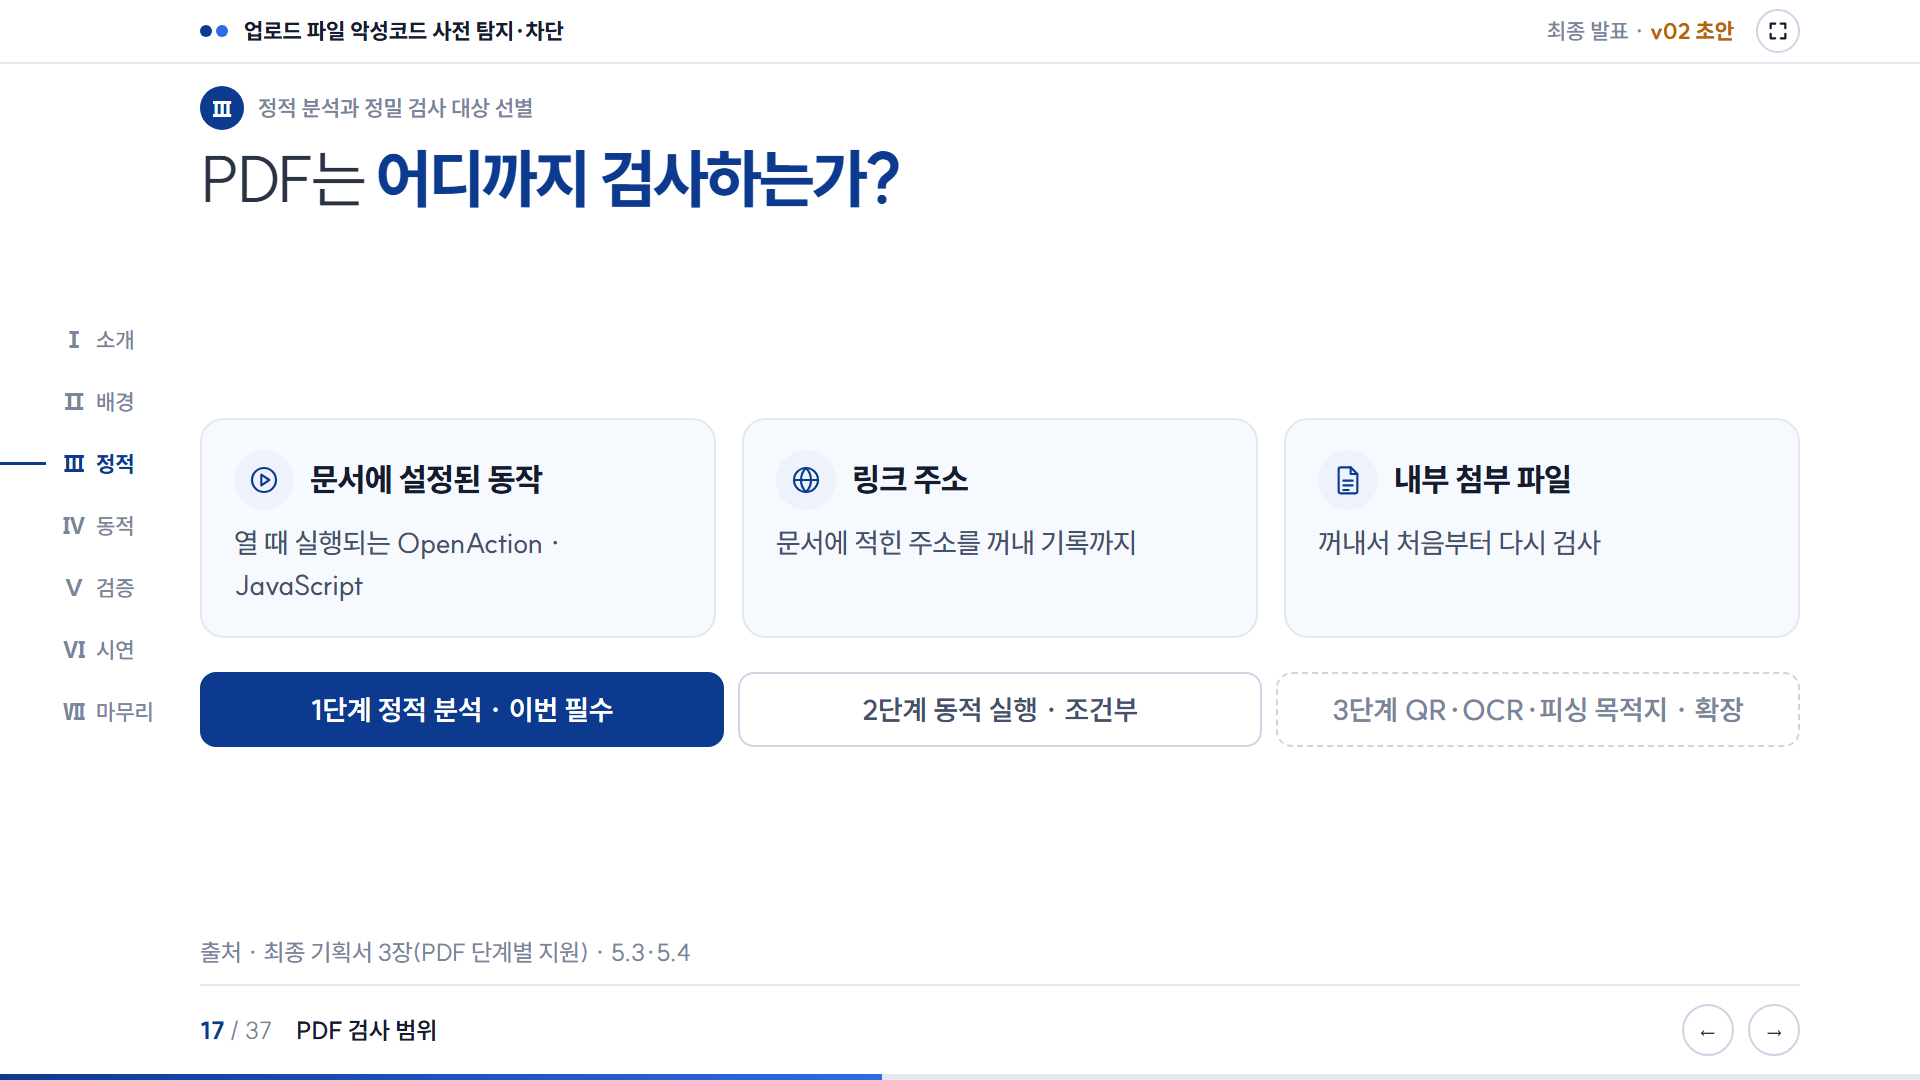 업로드 파일 악성코드 사전 탐지·차단
최종 발표 · v02 초안
Ⅲ 정적 분석과 정밀 검사 대상 선별
PDF는 어디까지 검사하는가?
Ⅰ 소개
Ⅱ 배경
Ⅲ 정적
Ⅳ 동적
Ⅴ 검증
Ⅵ 시연
Ⅶ 마무리
문서에 설정된 동작
열 때 실행되는 OpenAction ·
JavaScript
링크 주소
문서에 적힌 주소를 꺼내 기록까지
내부 첨부 파일
꺼내서 처음부터 다시 검사
1단계 정적 분석 · 이번 필수
2단계 동적 실행 · 조건부
3단계 QR·OCR·피싱 목적지 · 확장
출처 · 최종 기획서 3장(PDF 단계별 지원) · 5.3·5.4
17 / 37 PDF 검사 범위
← →